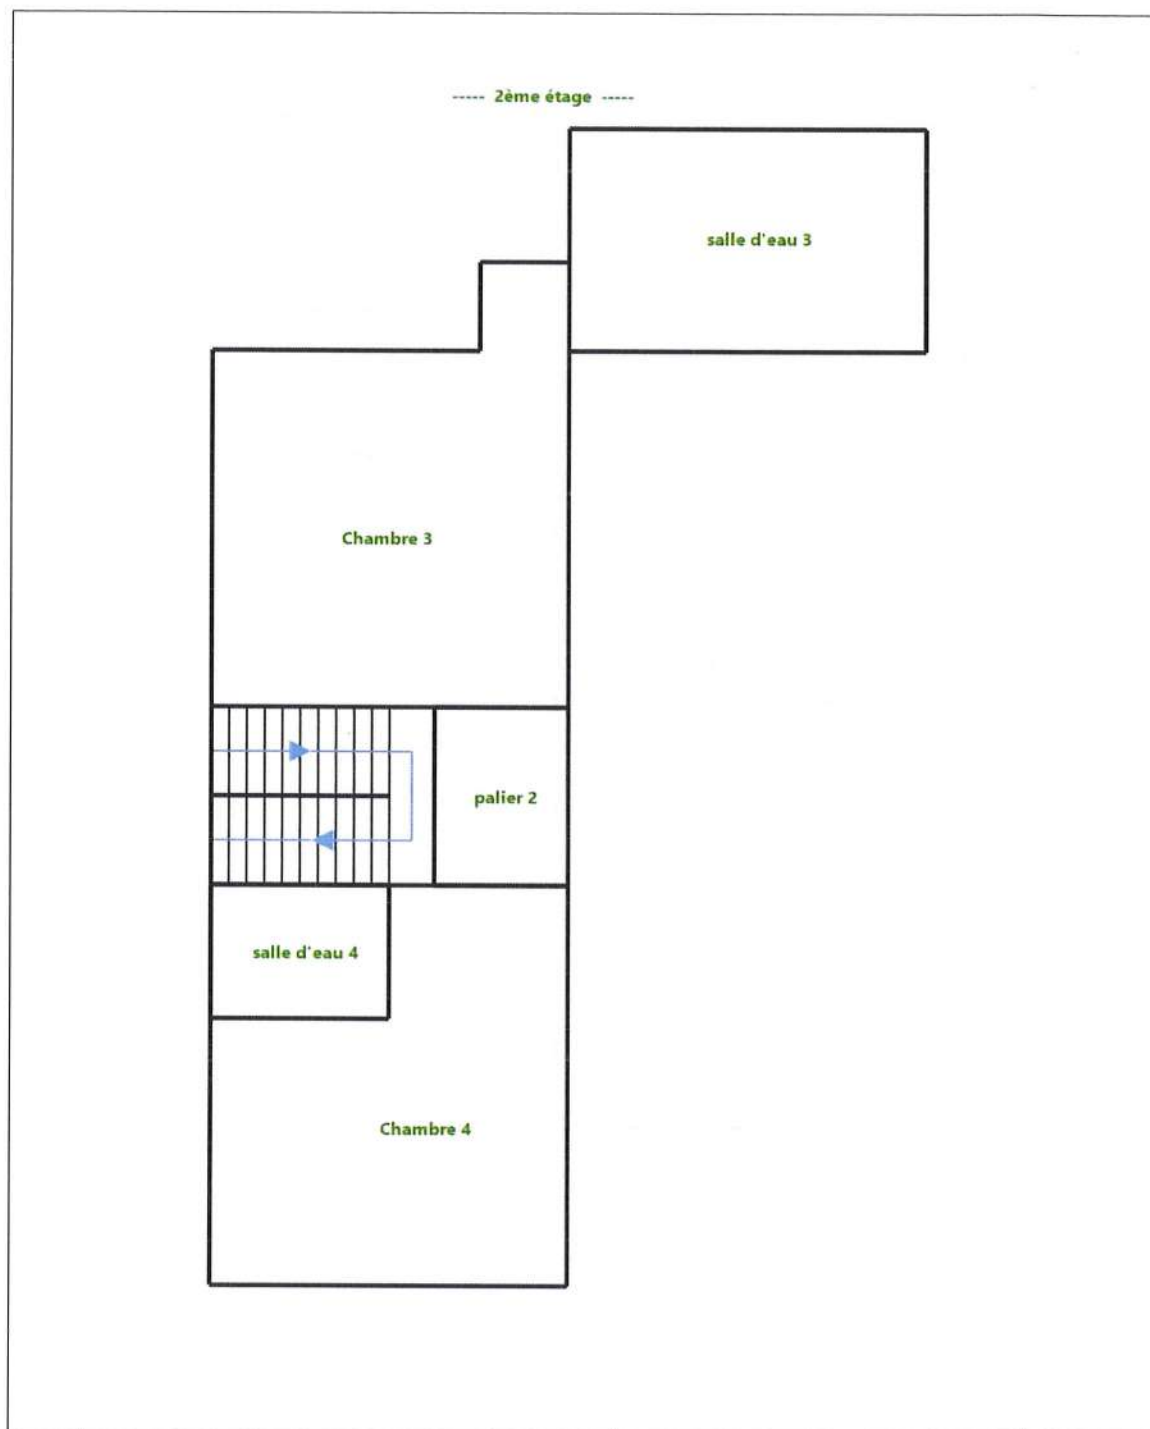 ----- 2ème étage -----
salle d'eau 3
Chambre 3
palier 2
salle d'eau 4
Chambre 4